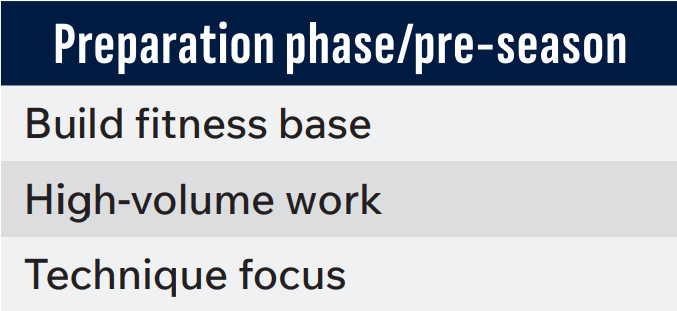 Preparation phase/pre-season
Build fitness base
High-volume work
Technique focus